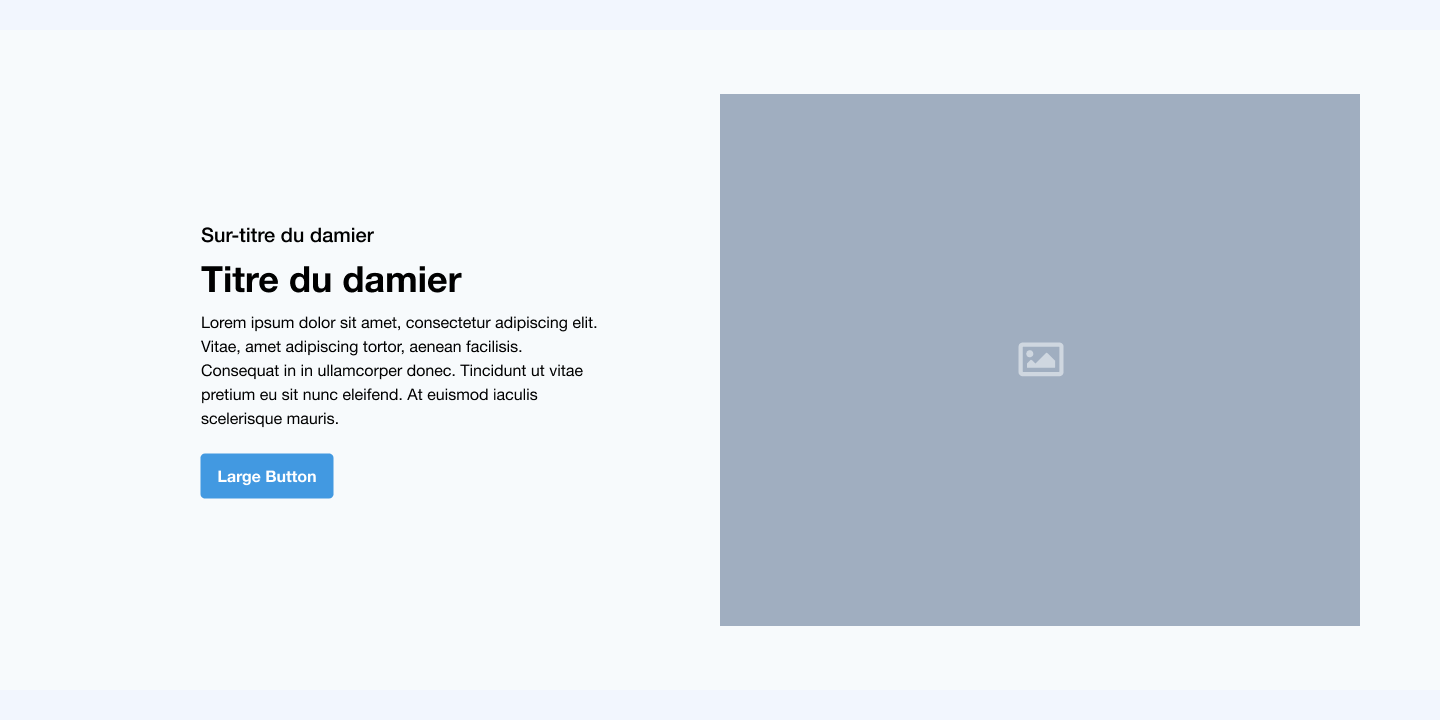 Sur-titre du damier
Titre du damier
Lorem ipsum dolor sit amet, consectetur adipiscing elit.
Vitae, amet adipiscing tortor, aenean facilisis.
Consequat in in ullamcorper donec. Tincidunt ut vitae
pretium eu sit nunc eleifend. At euismod iaculis
scelerisque mauris.
Large Button